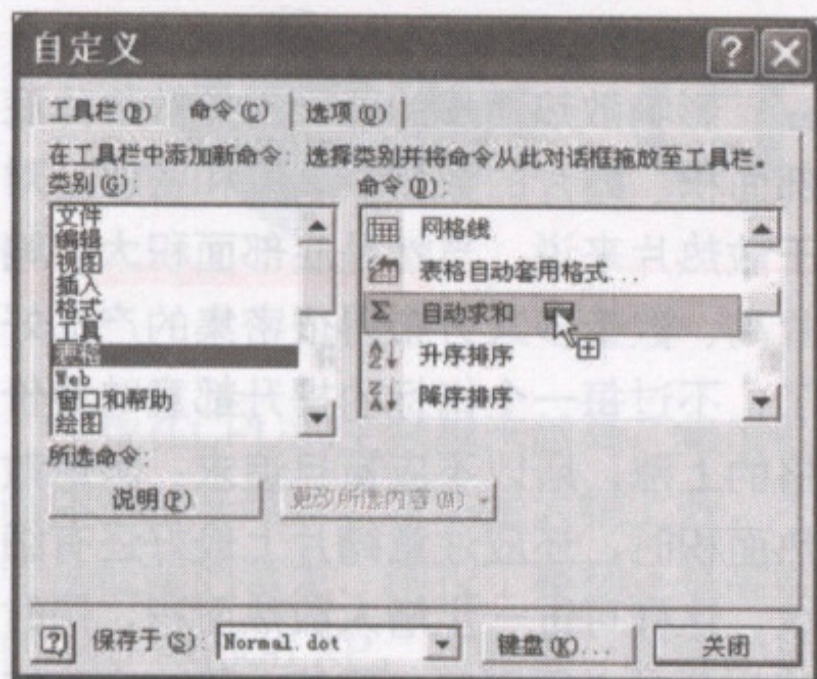 自定义
工具栏(B) 命令(C) 选项(O)
在工具栏中添加新命令：选择类别并将命令从此对话框拖放至工具栏。
类别(G): 命令(D):
文件
编辑
视图
插入
格式
工具
Web
窗口和帮助
绘图
网格线
表格自动套用格式...
Σ 自动求和
升序排序
降序排序
所选命令:
说明(P) 更改所选内容(M)
保存于(S): Normal.dot 键盘(K)... 关闭